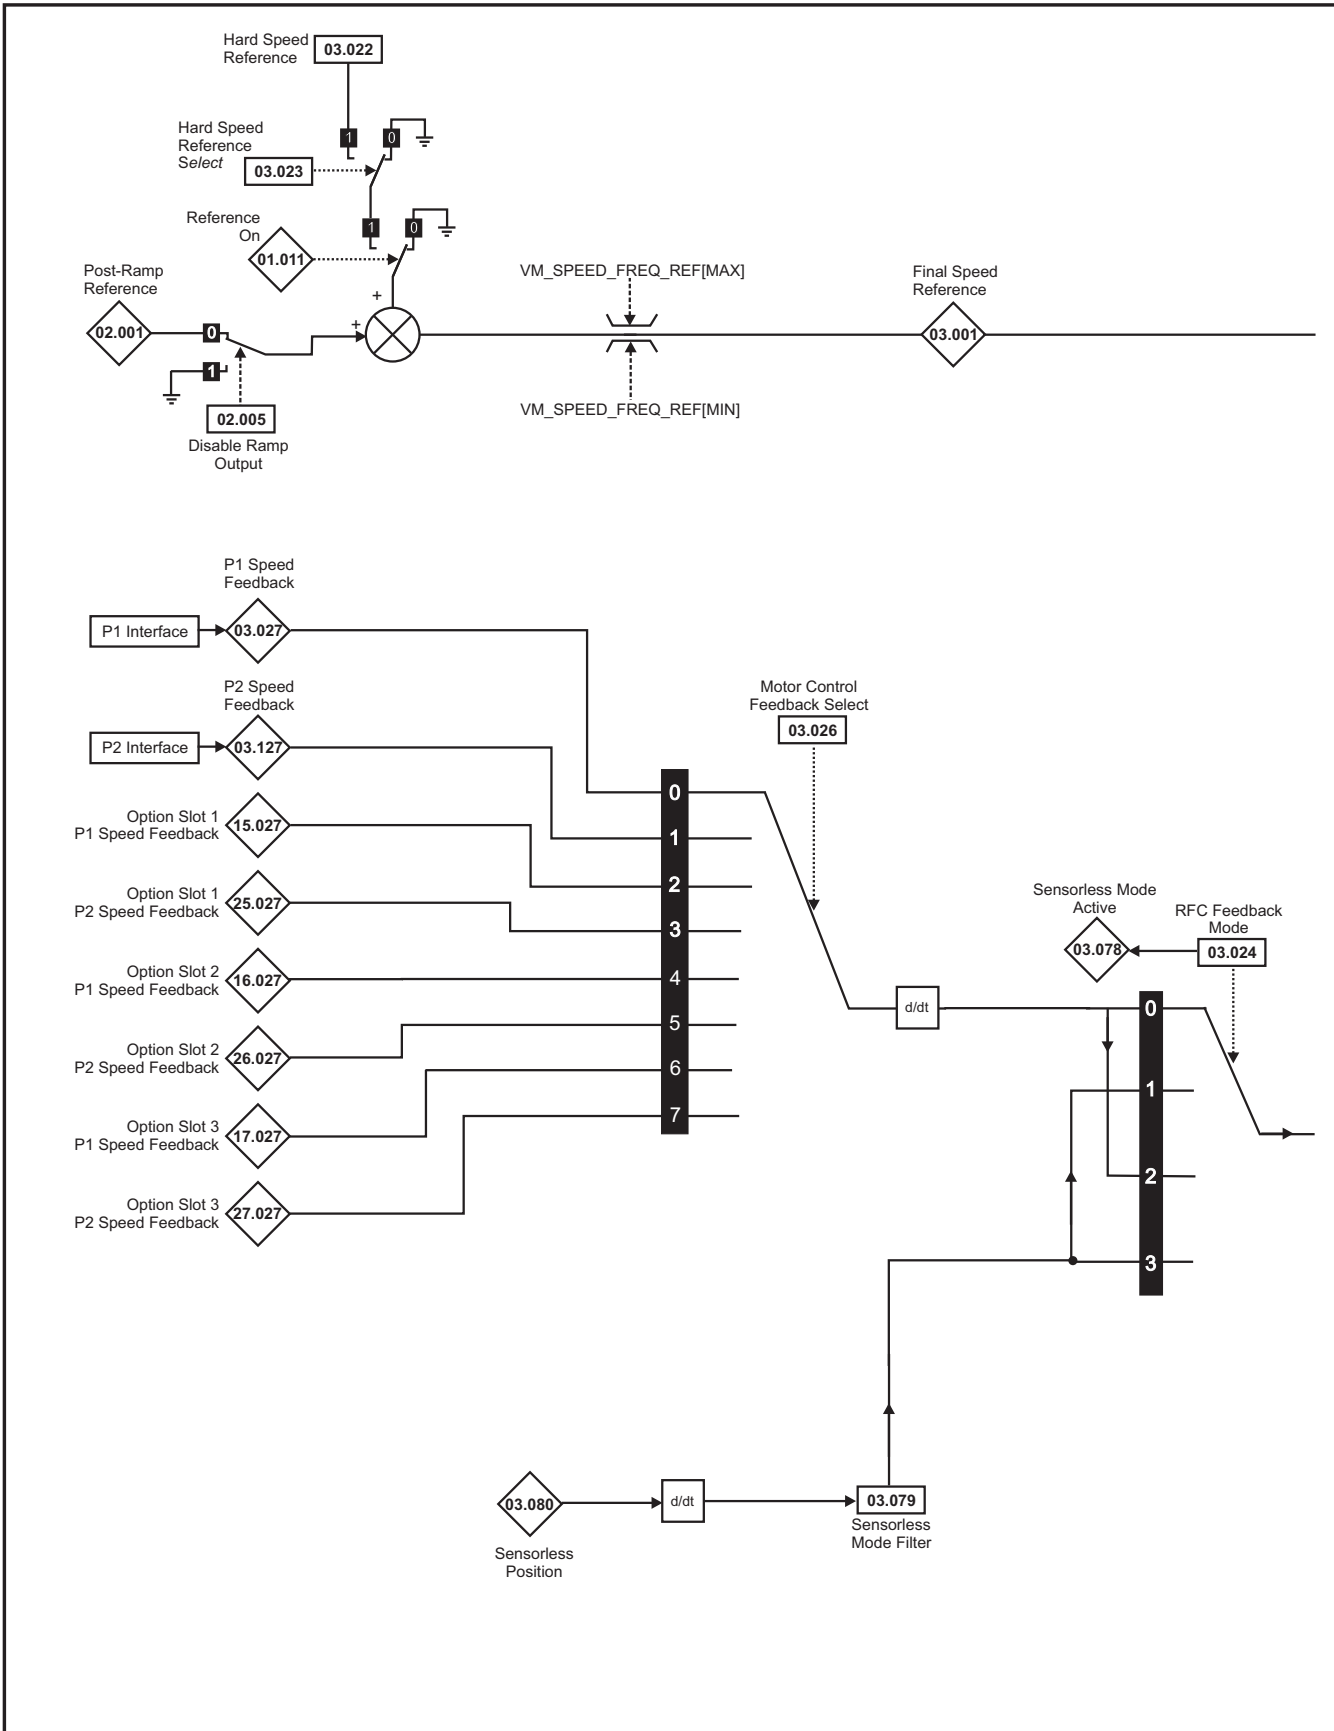 Hard Speed
Reference
03.022
1
0
Hard Speed
Reference
Select
03.023
1
0
Reference
On
01.011
Post-Ramp
Reference
02.001
0
1
02.005
Disable Ramp
Output
+
+
VM_SPEED_FREQ_REF[MAX]
VM_SPEED_FREQ_REF[MIN]
Final Speed
Reference
03.001
P1 Speed
Feedback
P1 Interface
03.027
P2 Speed
Feedback
P2 Interface
03.127
Option Slot 1
P1 Speed Feedback
15.027
Option Slot 1
P2 Speed Feedback
25.027
Option Slot 2
P1 Speed Feedback
16.027
Option Slot 2
P2 Speed Feedback
26.027
Option Slot 3
P1 Speed Feedback
17.027
Option Slot 3
P2 Speed Feedback
27.027
0
1
2
3
4
5
6
7
Motor Control
Feedback Select
03.026
d/dt
Sensorless Mode
Active
03.078
RFC Feedback
Mode
03.024
0
1
2
3
03.080
Sensorless
Position
d/dt
03.079
Sensorless
Mode Filter